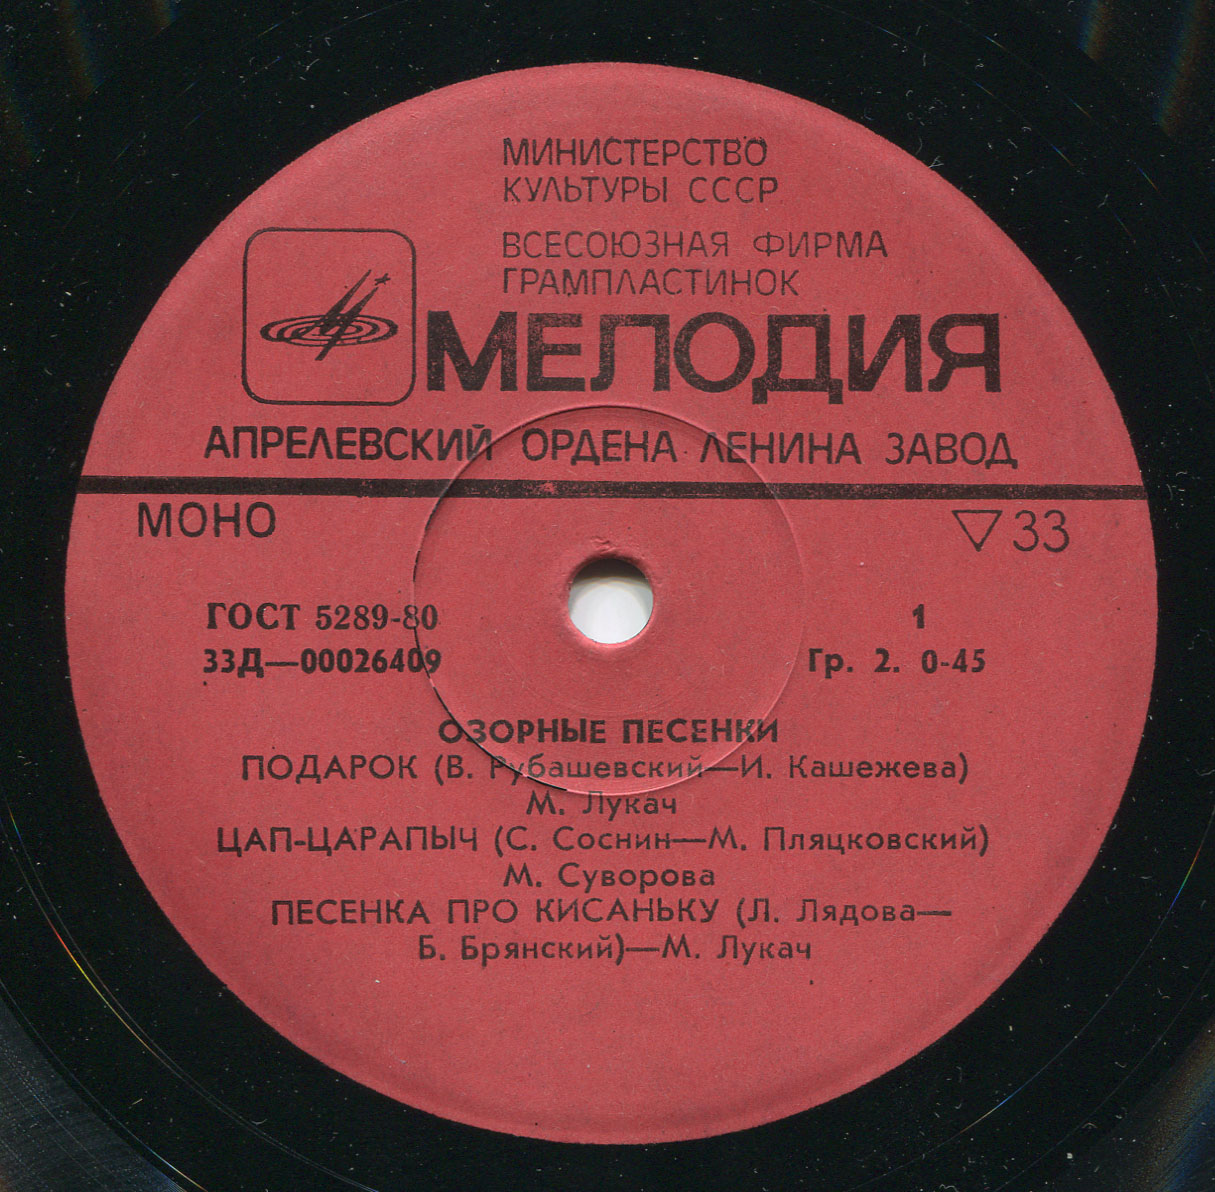 МИНИСТЕРСТВО
КУЛЬТУРЫ СССР
ВСЕСОЮЗНАЯ ФИРМА
ГРАМПЛАСТИНОК
МЕЛОДИЯ
АПРЕЛЕВСКИЙ ОРДЕНА ЛЕНИНА ЗАВОД
МОНО ▽33
ГОСТ 5289-80 1
33Д—00026409 Гр. 2. 0-45
ОЗОРНЫЕ ПЕСЕНКИ
ПОДАРОК (В. Рубашевский—И. Кашежева)
М. Лукач
ЦАП-ЦАРАПЫЧ (С. Соснин—М. Пляцковский)
М. Суворова
ПЕСЕНКА ПРО КИСАНЬКУ (Л. Лядова—
Б. Брянский)—М. Лукач